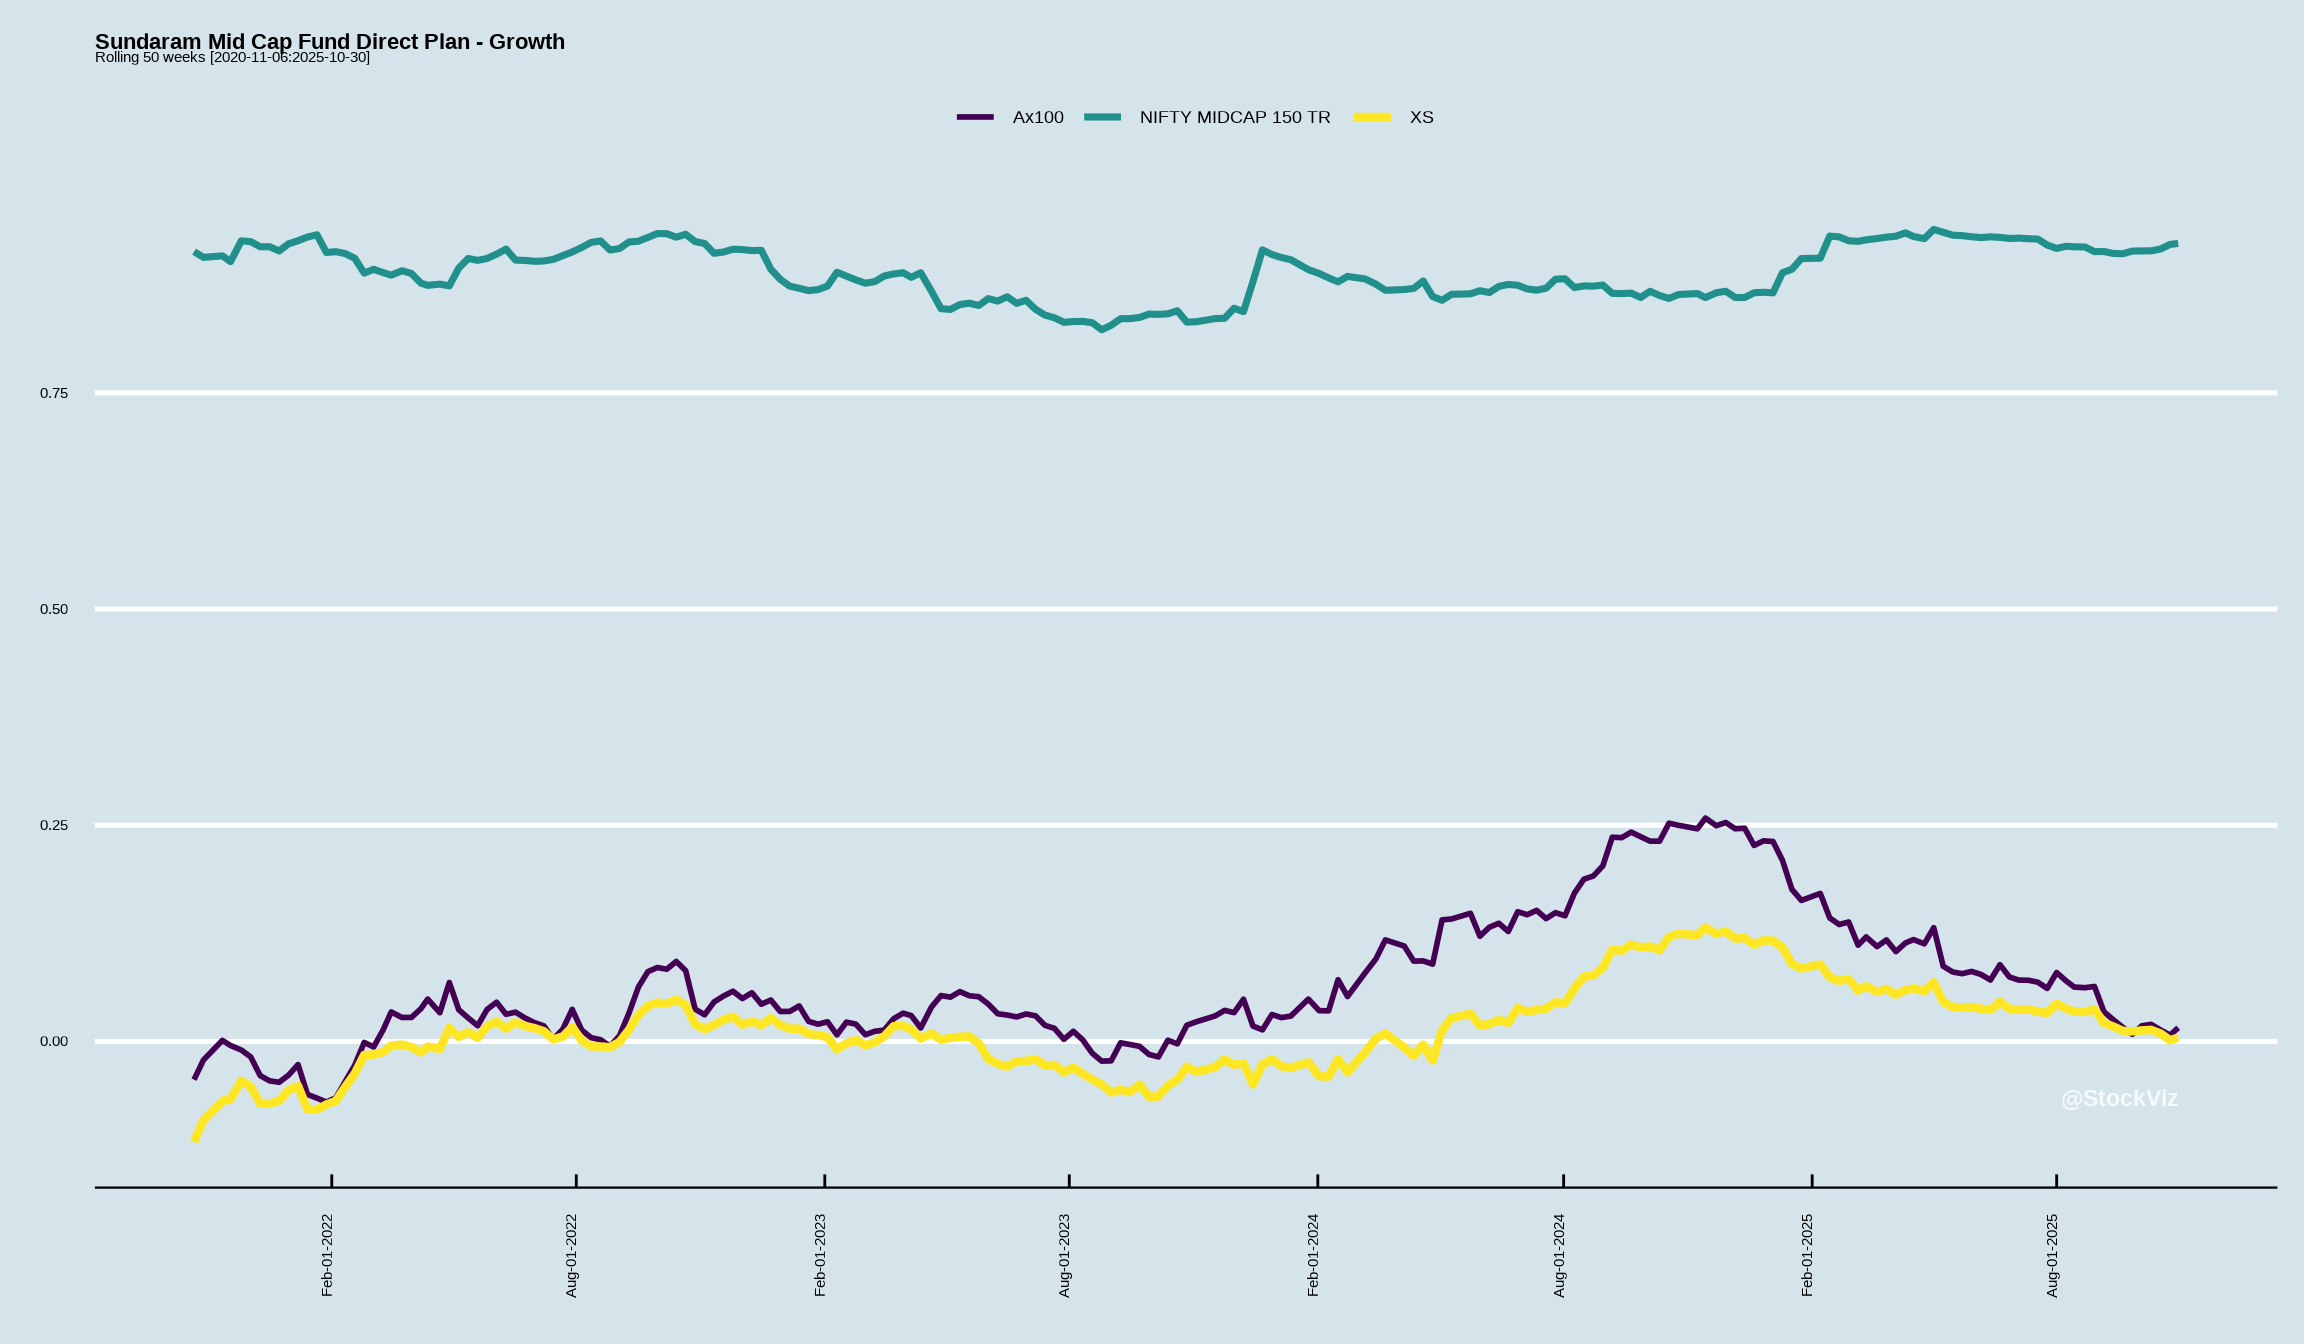 Sundaram Mid Cap Fund Direct Plan - Growth
Rolling 50 weeks [2020-11-06:2025-10-30]
Ax100 NIFTY MIDCAP 150 TR XS
0.75
0.50
0.25
0.00
@StockViz
Feb-01-2022 Aug-01-2022 Feb-01-2023 Aug-01-2023 Feb-01-2024 Aug-01-2024 Feb-01-2025 Aug-01-2025